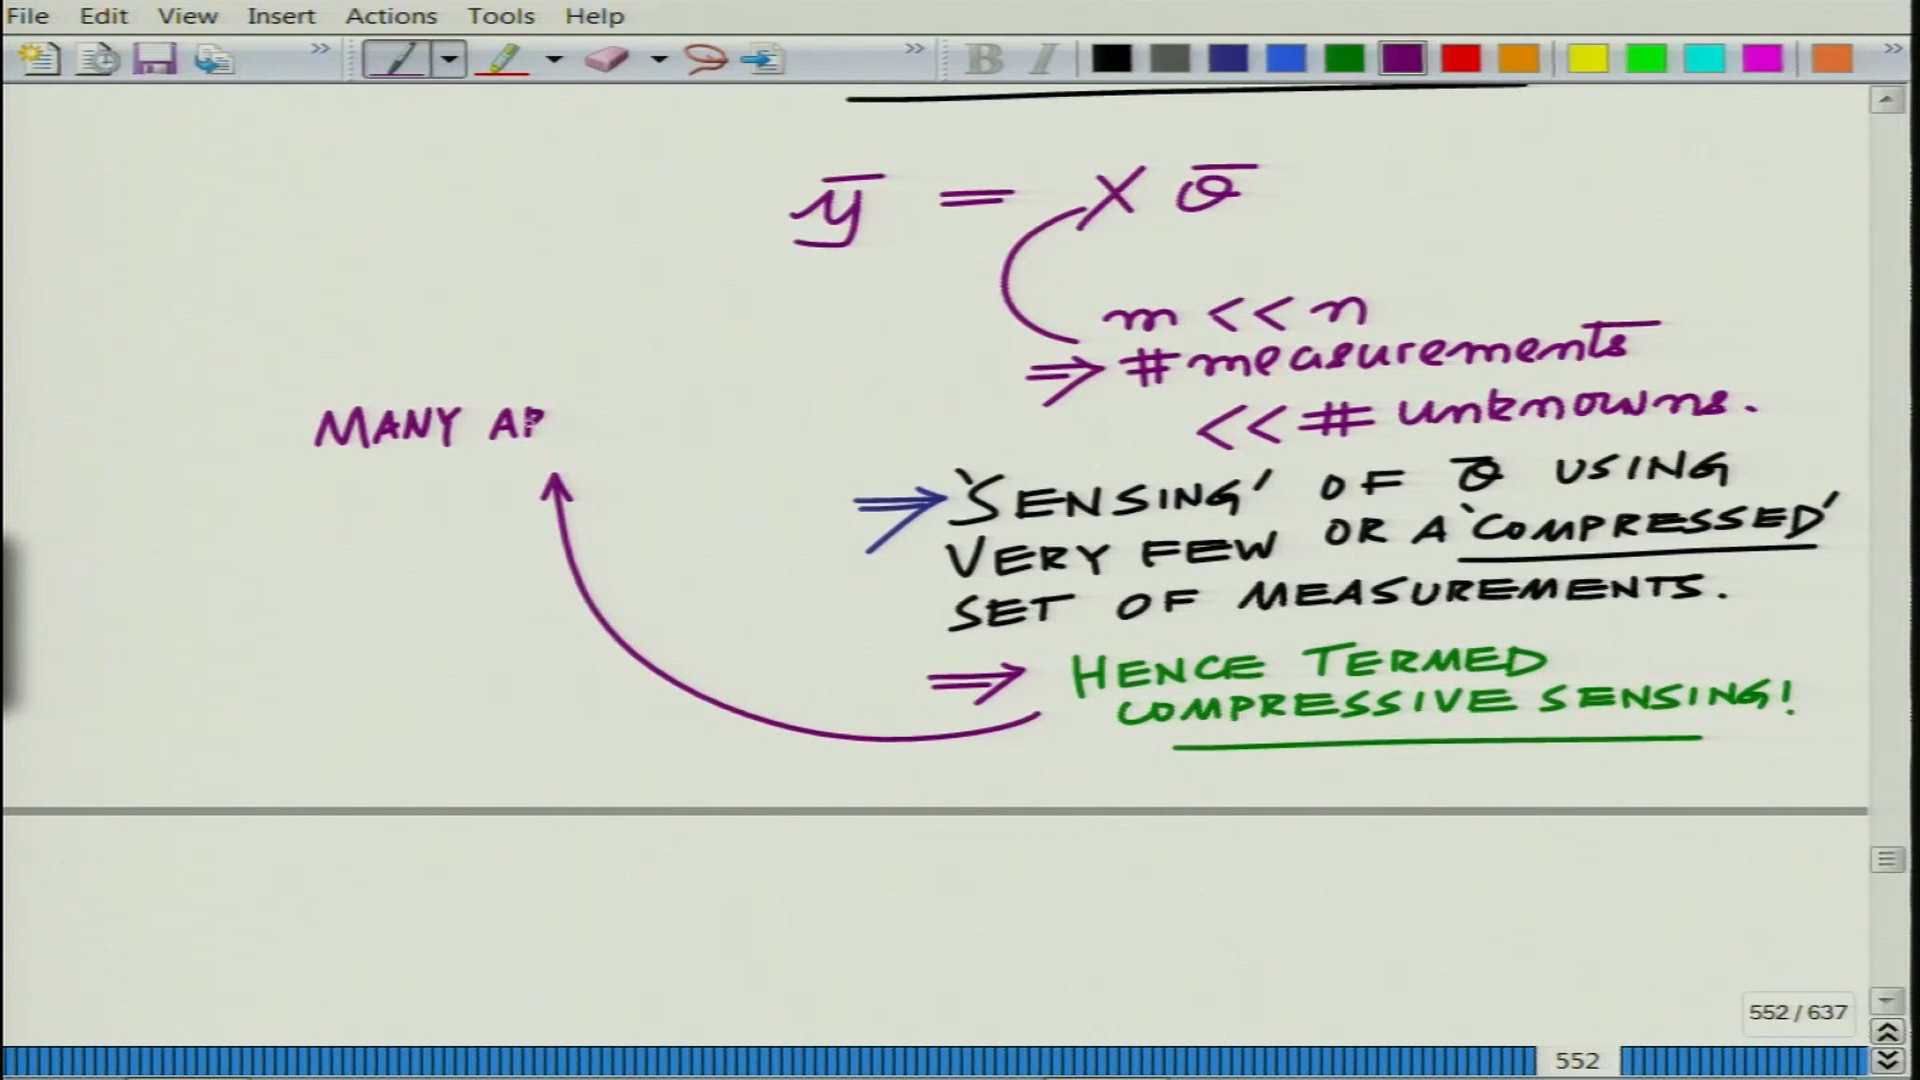 File Edit View Insert Actions Tools Help
B I
ȳ = X θ̄
m << n
⇒ #measurements
<< # unknowns.
MANY AP
⇒ 'SENSING' OF θ̄ USING
VERY FEW OR A 'COMPRESSED'
SET OF MEASUREMENTS.
⇒ HENCE TERMED
COMPRESSIVE SENSING!
552 / 637
552